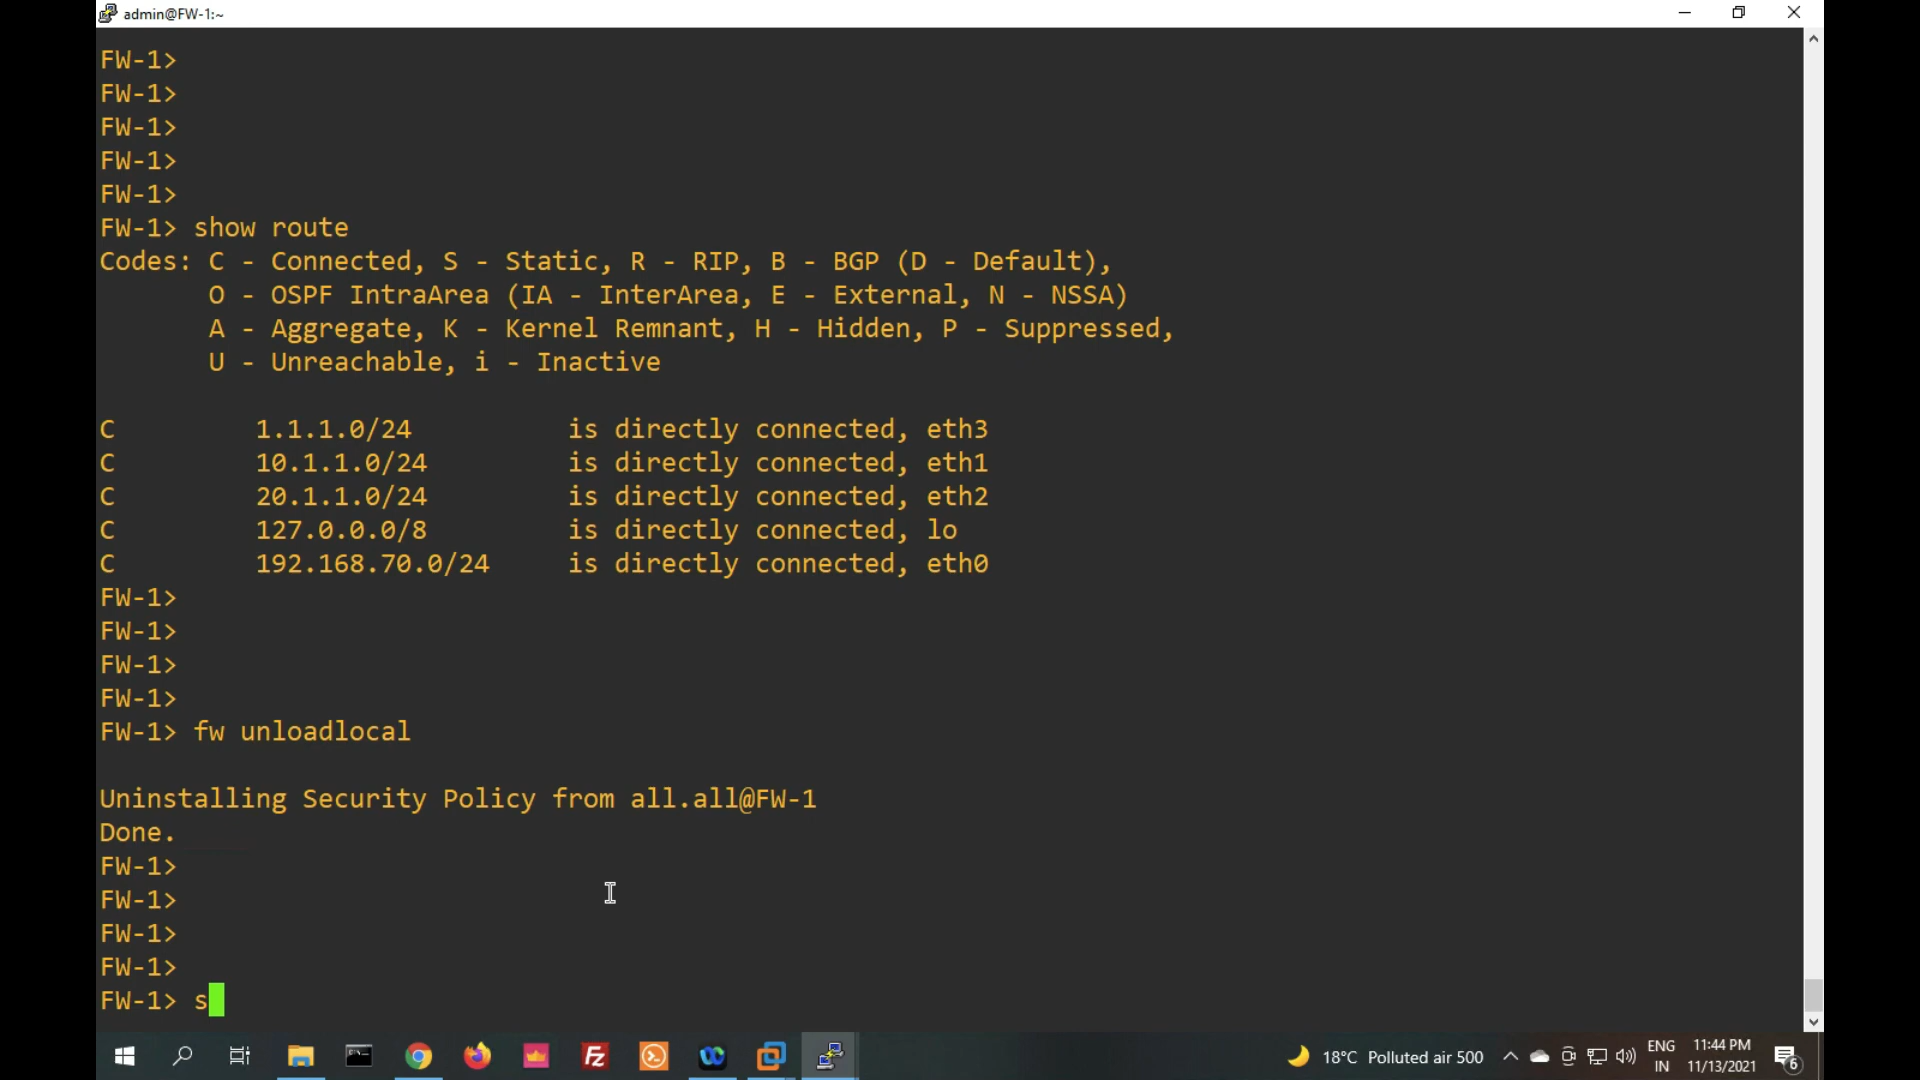 admin@FW-1:~
FW-1>
FW-1>
FW-1>
FW-1>
FW-1>
FW-1> show route
Codes: C - Connected, S - Static, R - RIP, B - BGP (D - Default),
O - OSPF IntraArea (IA - InterArea, E - External, N - NSSA)
A - Aggregate, K - Kernel Remnant, H - Hidden, P - Suppressed,
U - Unreachable, i - Inactive
C 1.1.1.0/24 is directly connected, eth3
C 10.1.1.0/24 is directly connected, eth1
C 20.1.1.0/24 is directly connected, eth2
C 127.0.0.0/8 is directly connected, lo
C 192.168.70.0/24 is directly connected, eth0
FW-1>
FW-1>
FW-1>
FW-1>
FW-1> fw unloadlocal
Uninstalling Security Policy from all.all@FW-1
Done.
FW-1>
FW-1>
FW-1>
FW-1>
FW-1> s
18°C Polluted air 500
ENG
IN
11:44 PM
11/13/2021
6